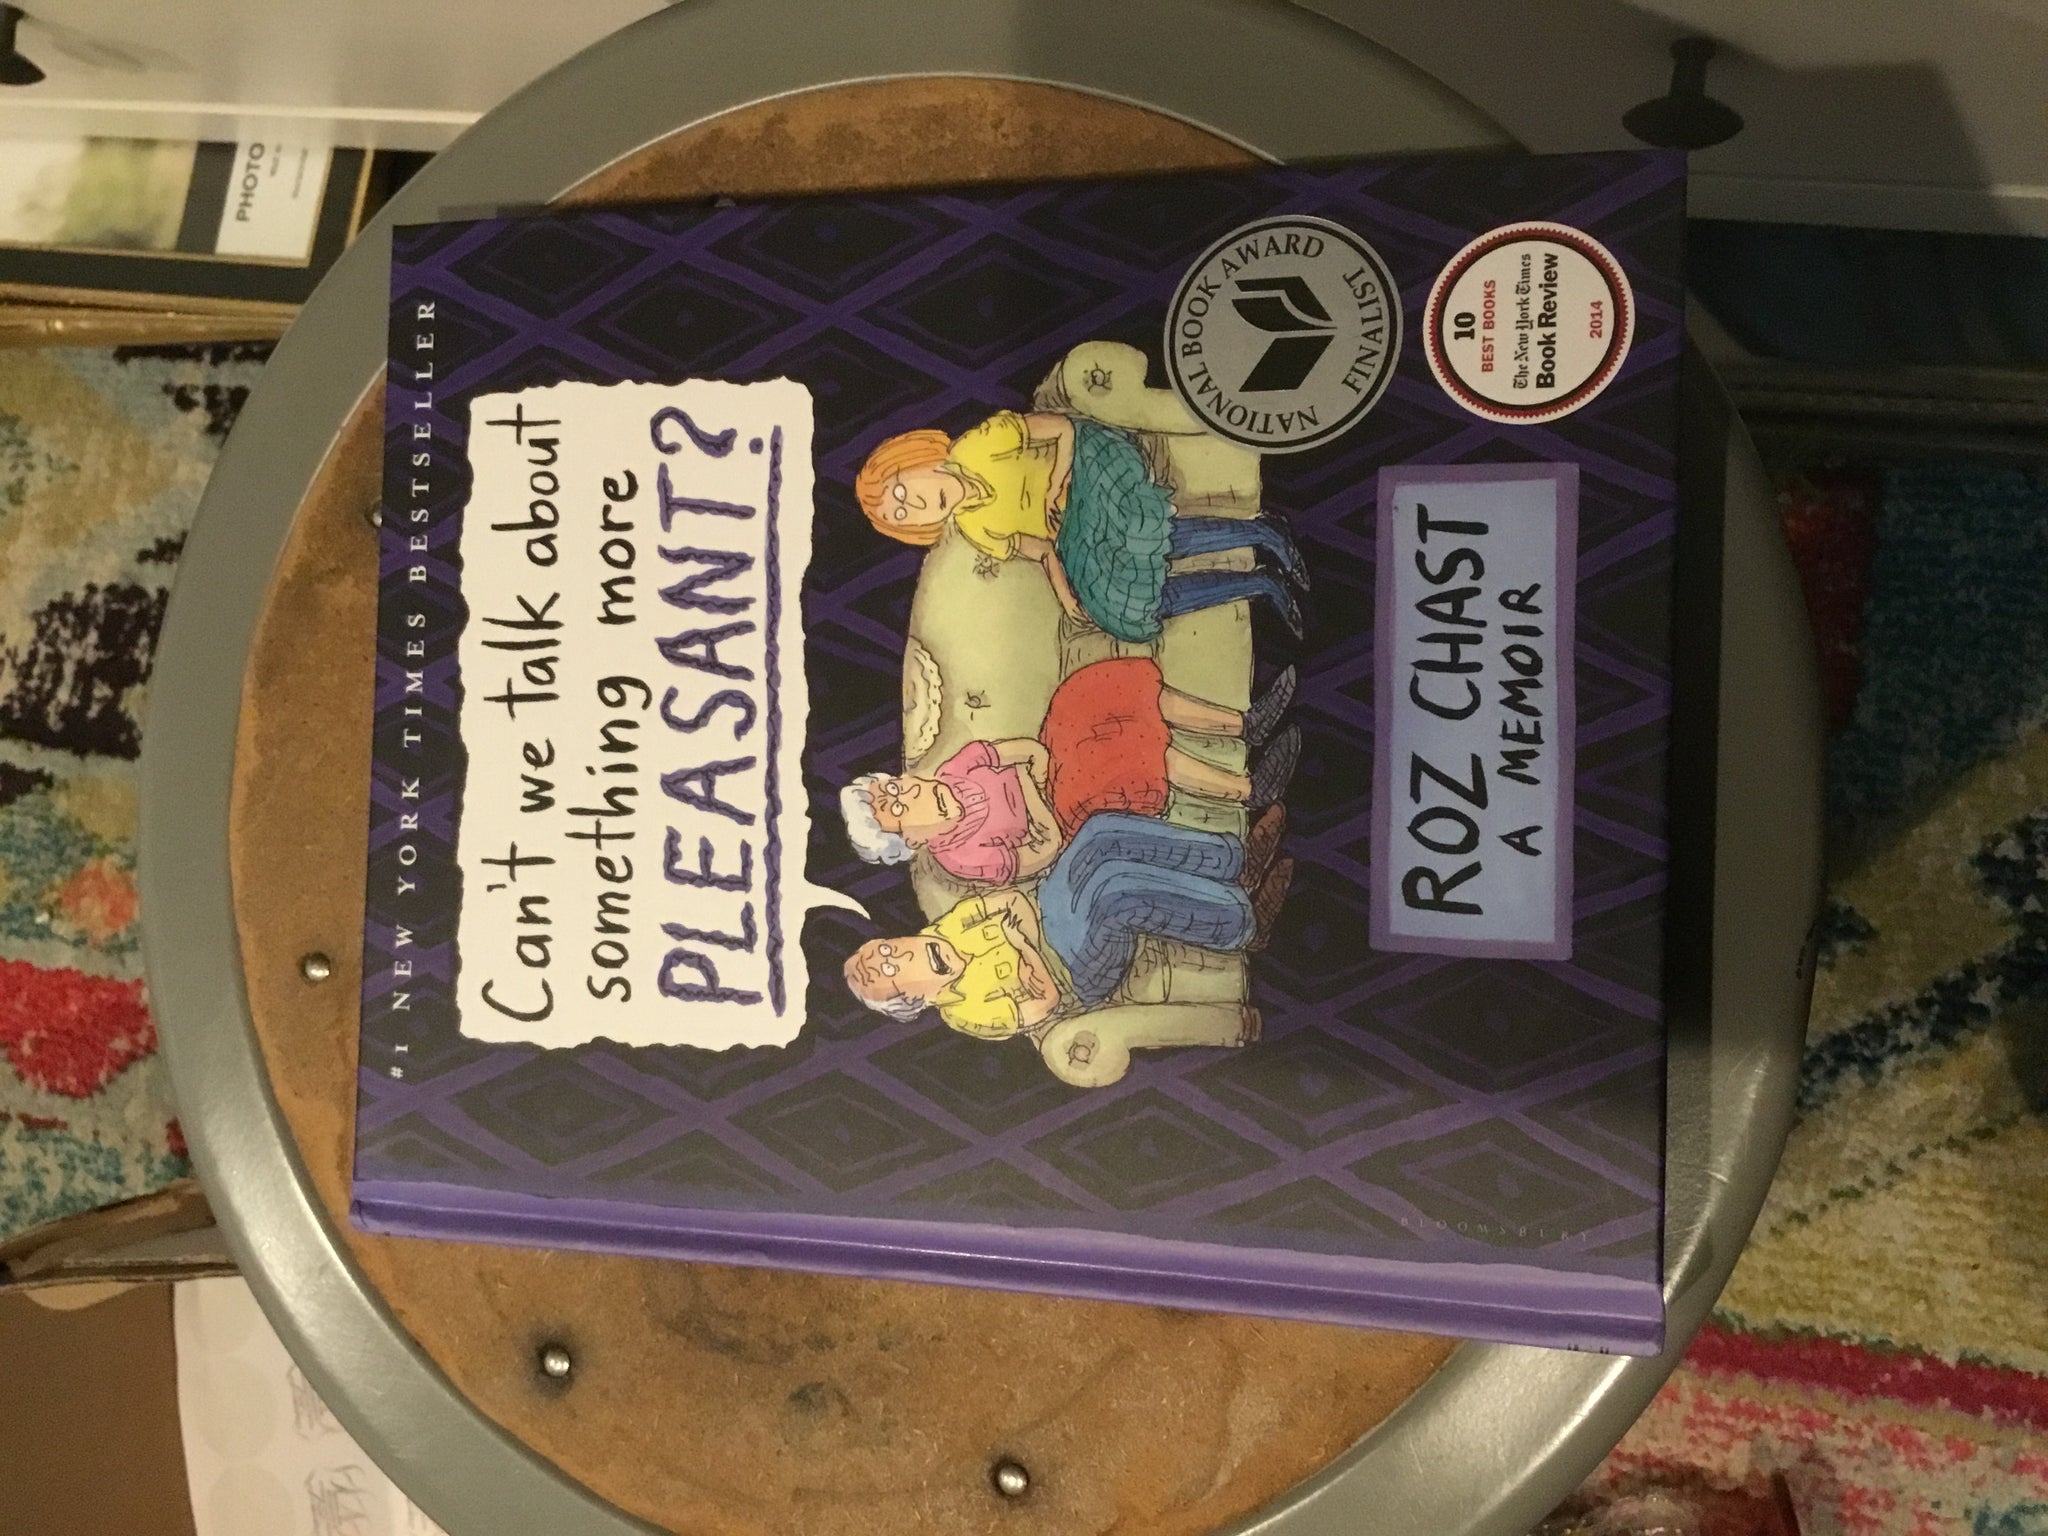 #1 NEW YORK TIMES BESTSELLER
Can't we talk about
something more
PLEASANT?
NATIONAL BOOK AWARD
FINALIST
10
BEST BOOKS
The New York Times
Book Review
2014
ROZ CHAST
A MEMOIR
BLOOMSBURY
PHOTO